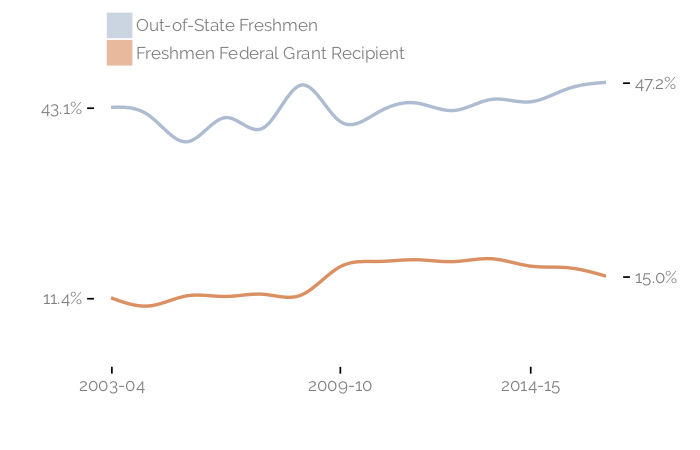 Out-of-State Freshmen
Freshmen Federal Grant Recipient
47.2%
43.1%
15.0%
11.4%
2003-04 2009-10 2014-15